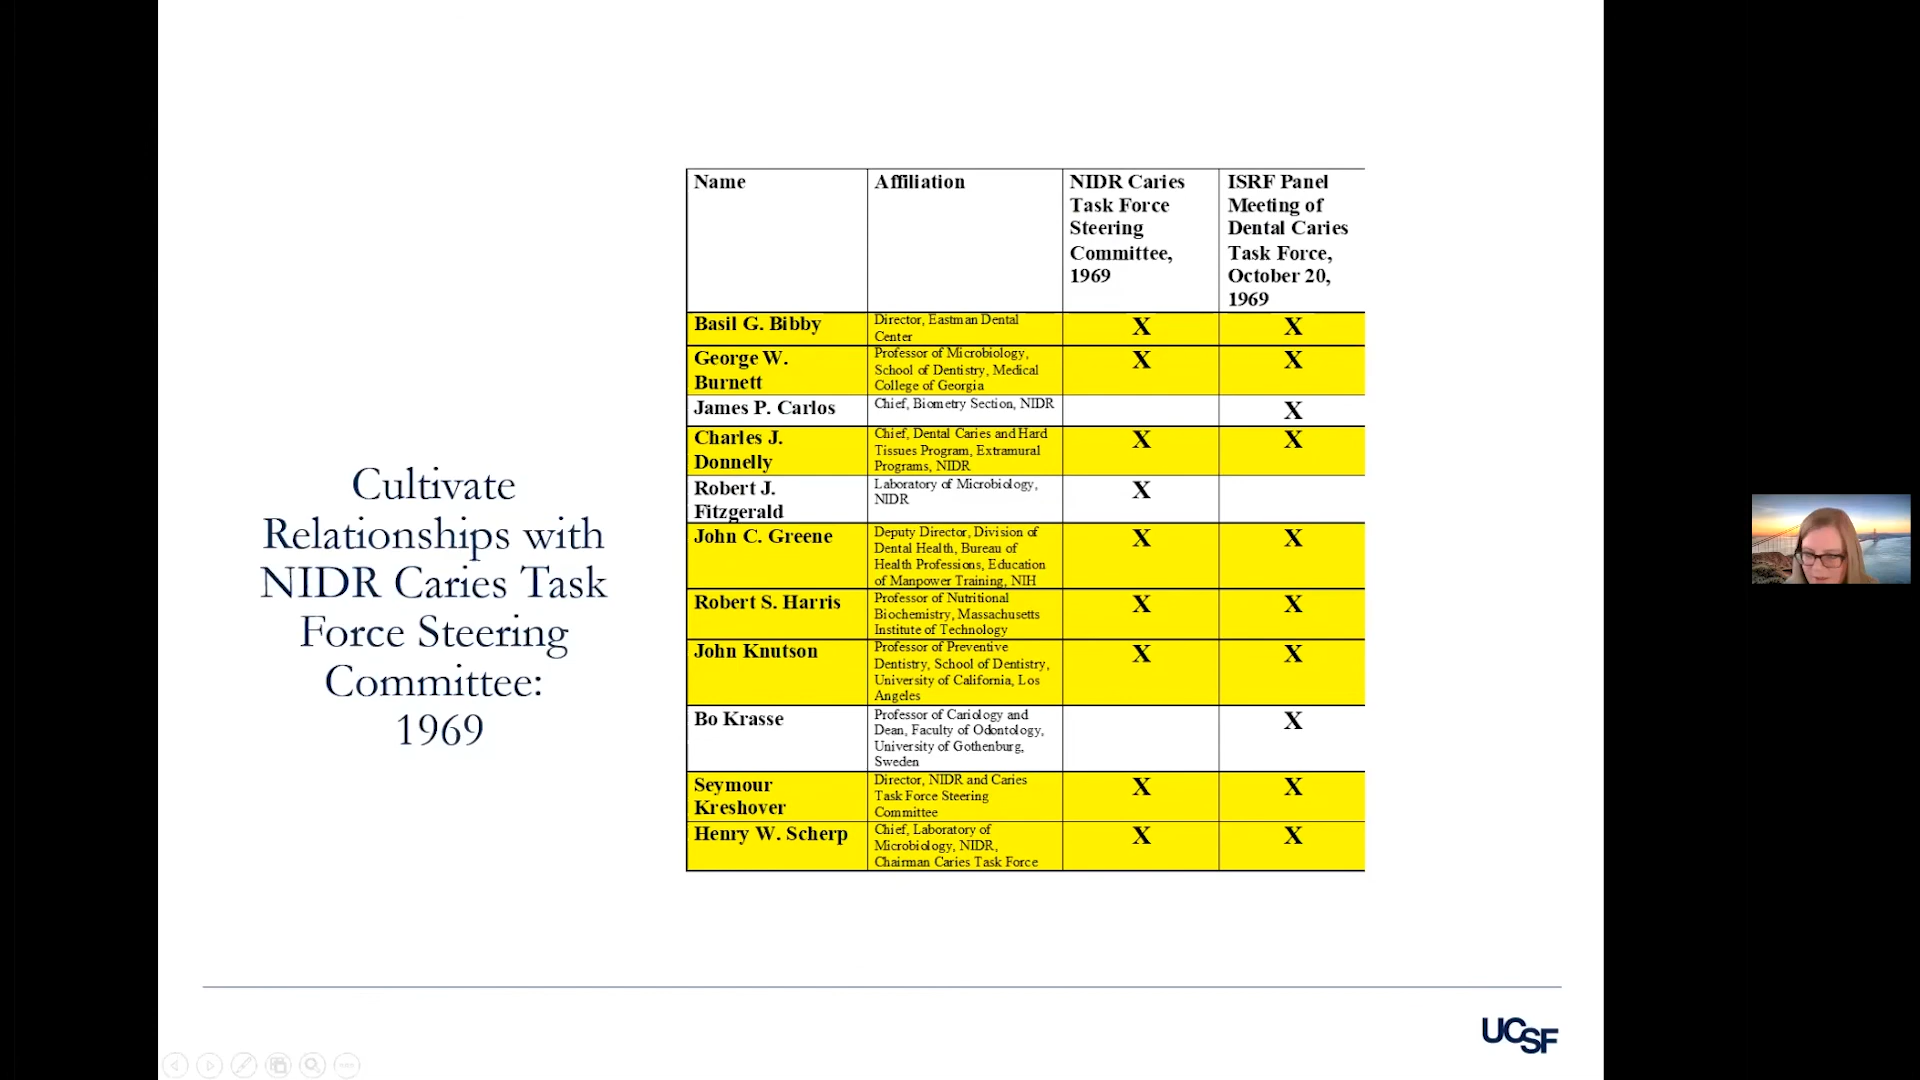 Cultivate
Relationships with
NIDR Caries Task
Force Steering
Committee:
1969
Name
Affiliation
NIDR Caries
Task Force
Steering
Committee,
1969
ISRF Panel
Meeting of
Dental Caries
Task Force,
October 20,
1969
Basil G. Bibby
Director, Eastman Dental
Center
X
X
George W.
Burnett
Professor of Microbiology,
School of Dentistry, Medical
College of Georgia
X
X
James P. Carlos
Chief, Biometry Section, NIDR
X
Charles J.
Donnelly
Chief, Dental Caries and Hard
Tissues Program, Extramural
Programs, NIDR
X
X
Robert J.
Fitzgerald
Laboratory of Microbiology,
NIDR
X
John C. Greene
Deputy Director, Division of
Dental Health, Bureau of
Health Professions, Education
of Manpower Training, NIH
X
X
Robert S. Harris
Professor of Nutritional
Biochemistry, Massachusetts
Institute of Technology
X
X
John Knutson
Professor of Preventive
Dentistry, School of Dentistry,
University of California, Los
Angeles
X
X
Bo Krasse
Professor of Cariology and
Dean, Faculty of Odontology,
University of Gothenburg,
Sweden
X
Seymour
Kreshover
Director, NIDR and Caries
Task Force Steering
Committee
X
X
Henry W. Scherp
Chief, Laboratory of
Microbiology, NIDR,
Chairman Caries Task Force
X
X
UCSF